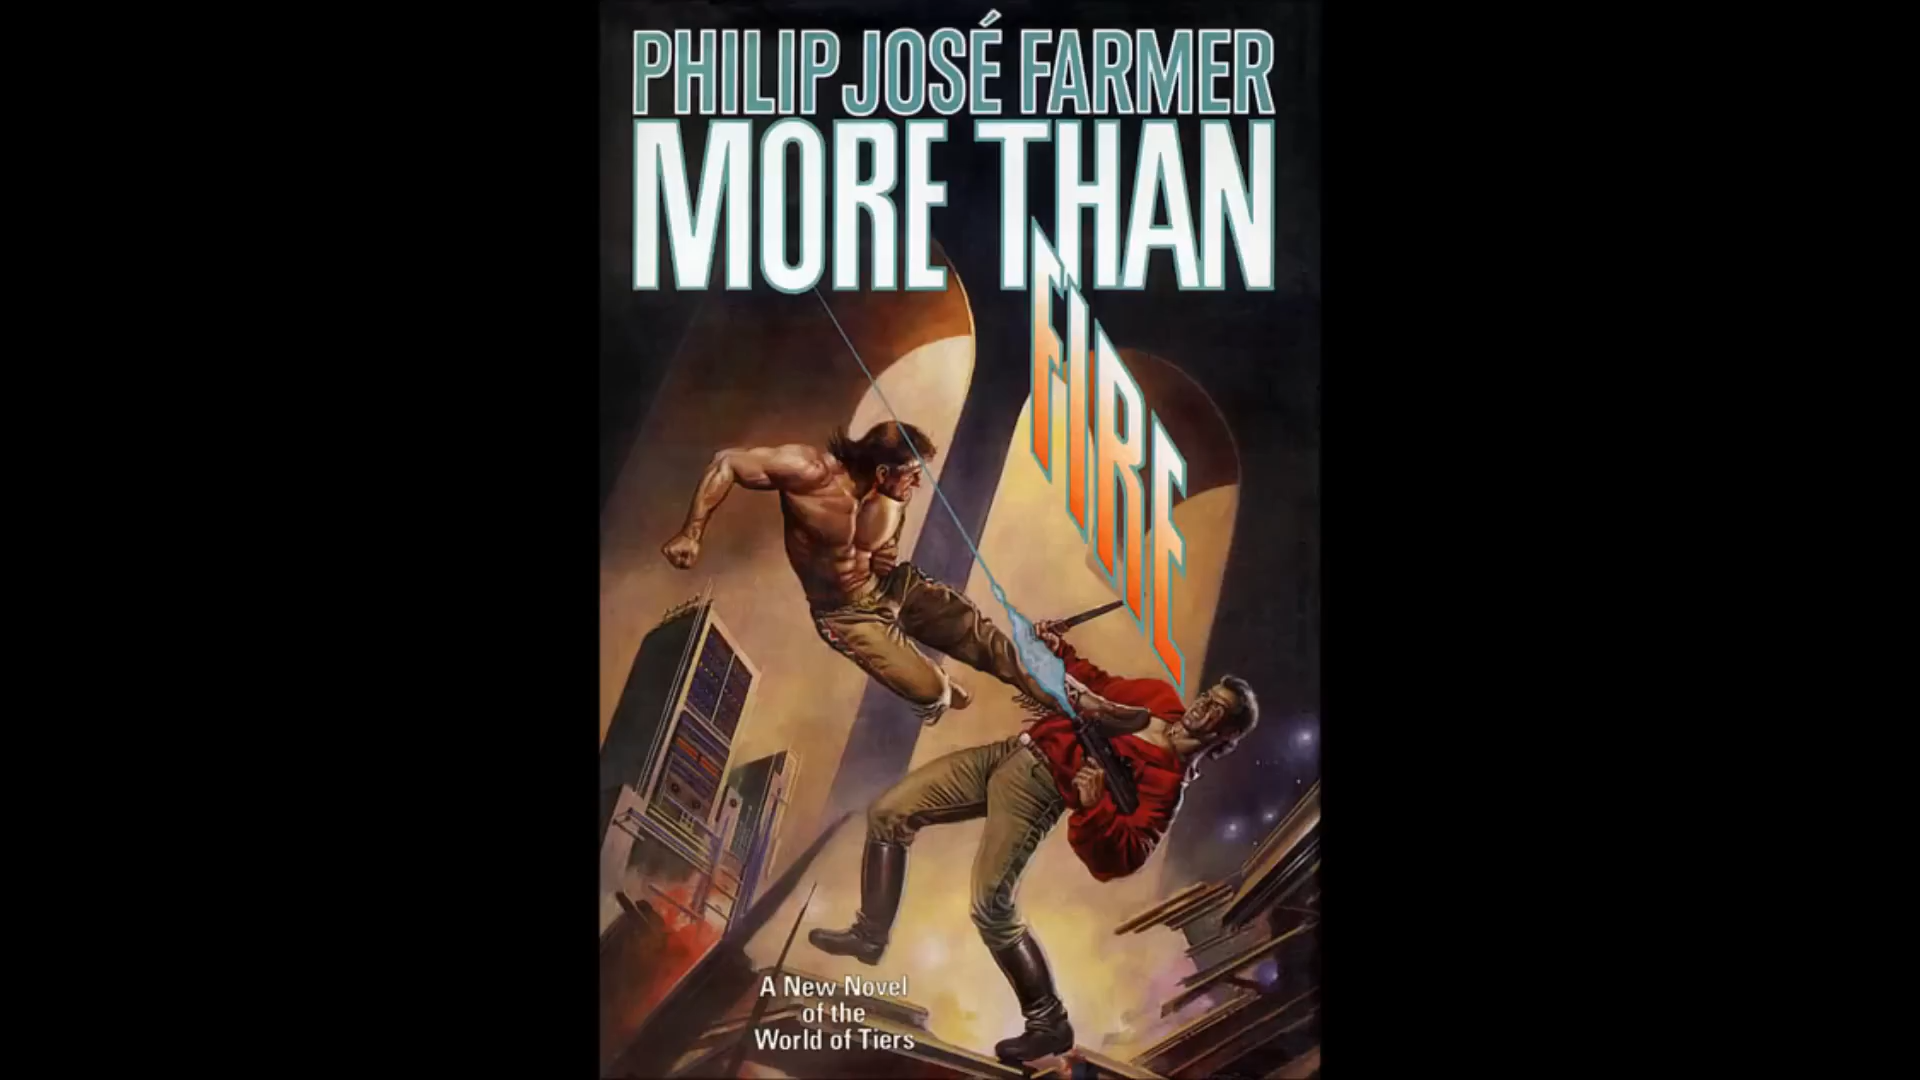 PHILIP JOSÉ FARMER
MORE THAN
FIRE
A New Novel
of the
World of Tiers